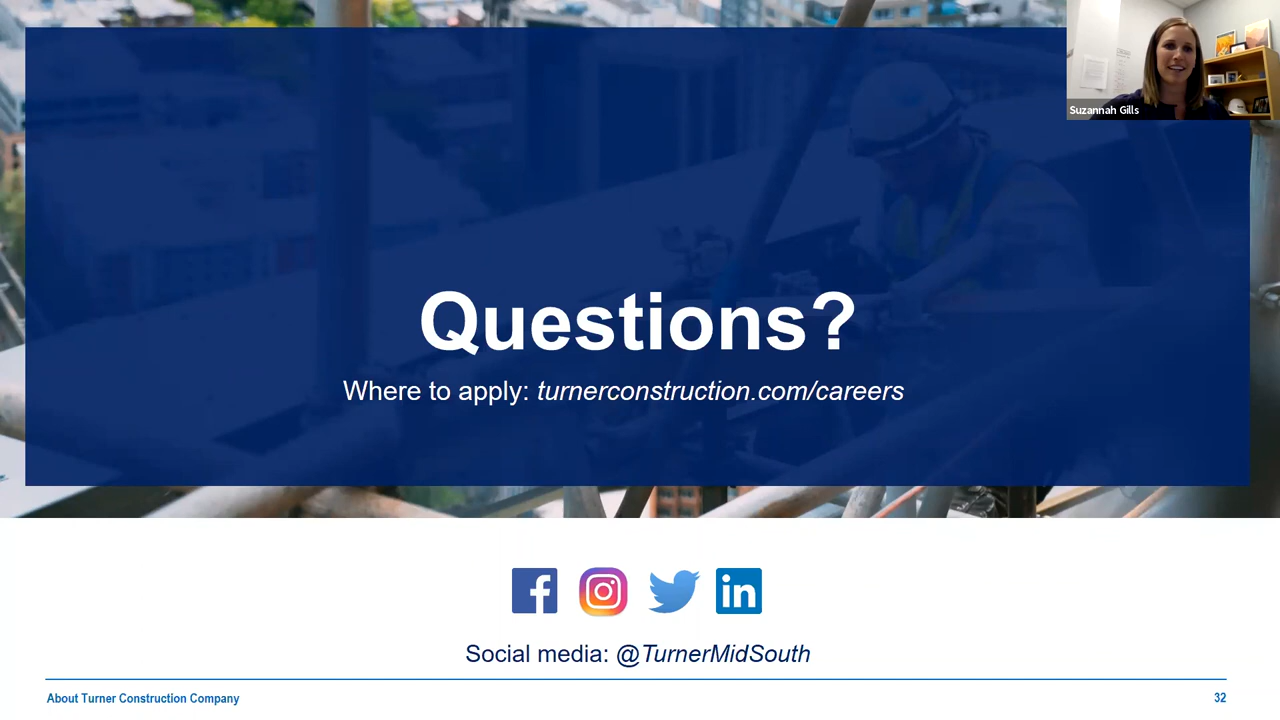 Suzannah Gills
Questions?
Where to apply: turnerconstruction.com/careers
Social media: @TurnerMidSouth
About Turner Construction Company
32